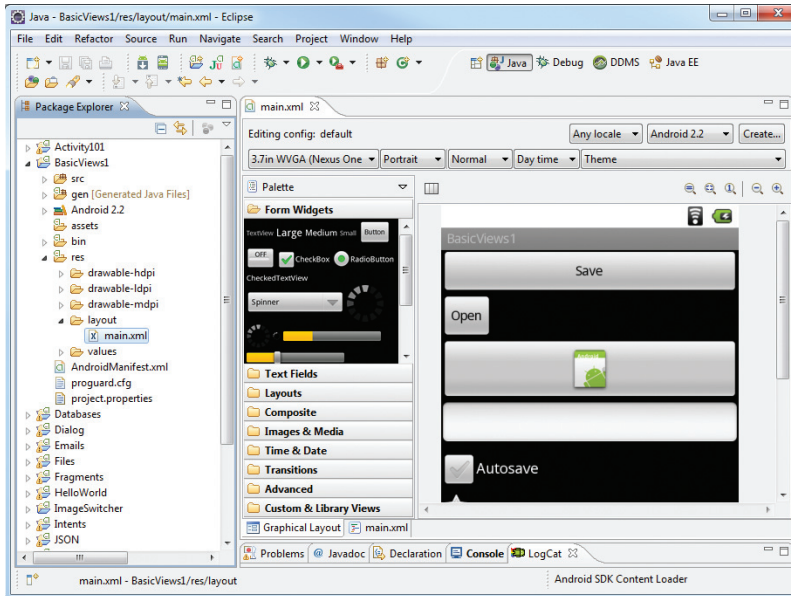 Java - BasicViews1/res/layout/main.xml - Eclipse
File Edit Refactor Source Run Navigate Search Project Window Help
Java Debug DDMS Java EE
Package Explorer
Activity101
BasicViews1
src
gen [Generated Java Files]
Android 2.2
assets
bin
res
drawable-hdpi
drawable-ldpi
drawable-mdpi
layout
main.xml
values
AndroidManifest.xml
proguard.cfg
project.properties
Databases
Dialog
Emails
Files
Fragments
HelloWorld
ImageSwitcher
Intents
JSON
main.xml
Editing config: default
Any locale Android 2.2 Create...
3.7in WVGA (Nexus One Portrait Normal Day time Theme
Palette
Form Widgets
TextView Large Medium Small Button
OFF CheckBox RadioButton
CheckedTextView
Spinner
Text Fields
Layouts
Composite
Images & Media
Time & Date
Transitions
Advanced
Custom & Library Views
BasicViews1
Save
Open
Android
Autosave
Graphical Layout main.xml
Problems @ Javadoc Declaration Console LogCat
main.xml - BasicViews1/res/layout
Android SDK Content Loader